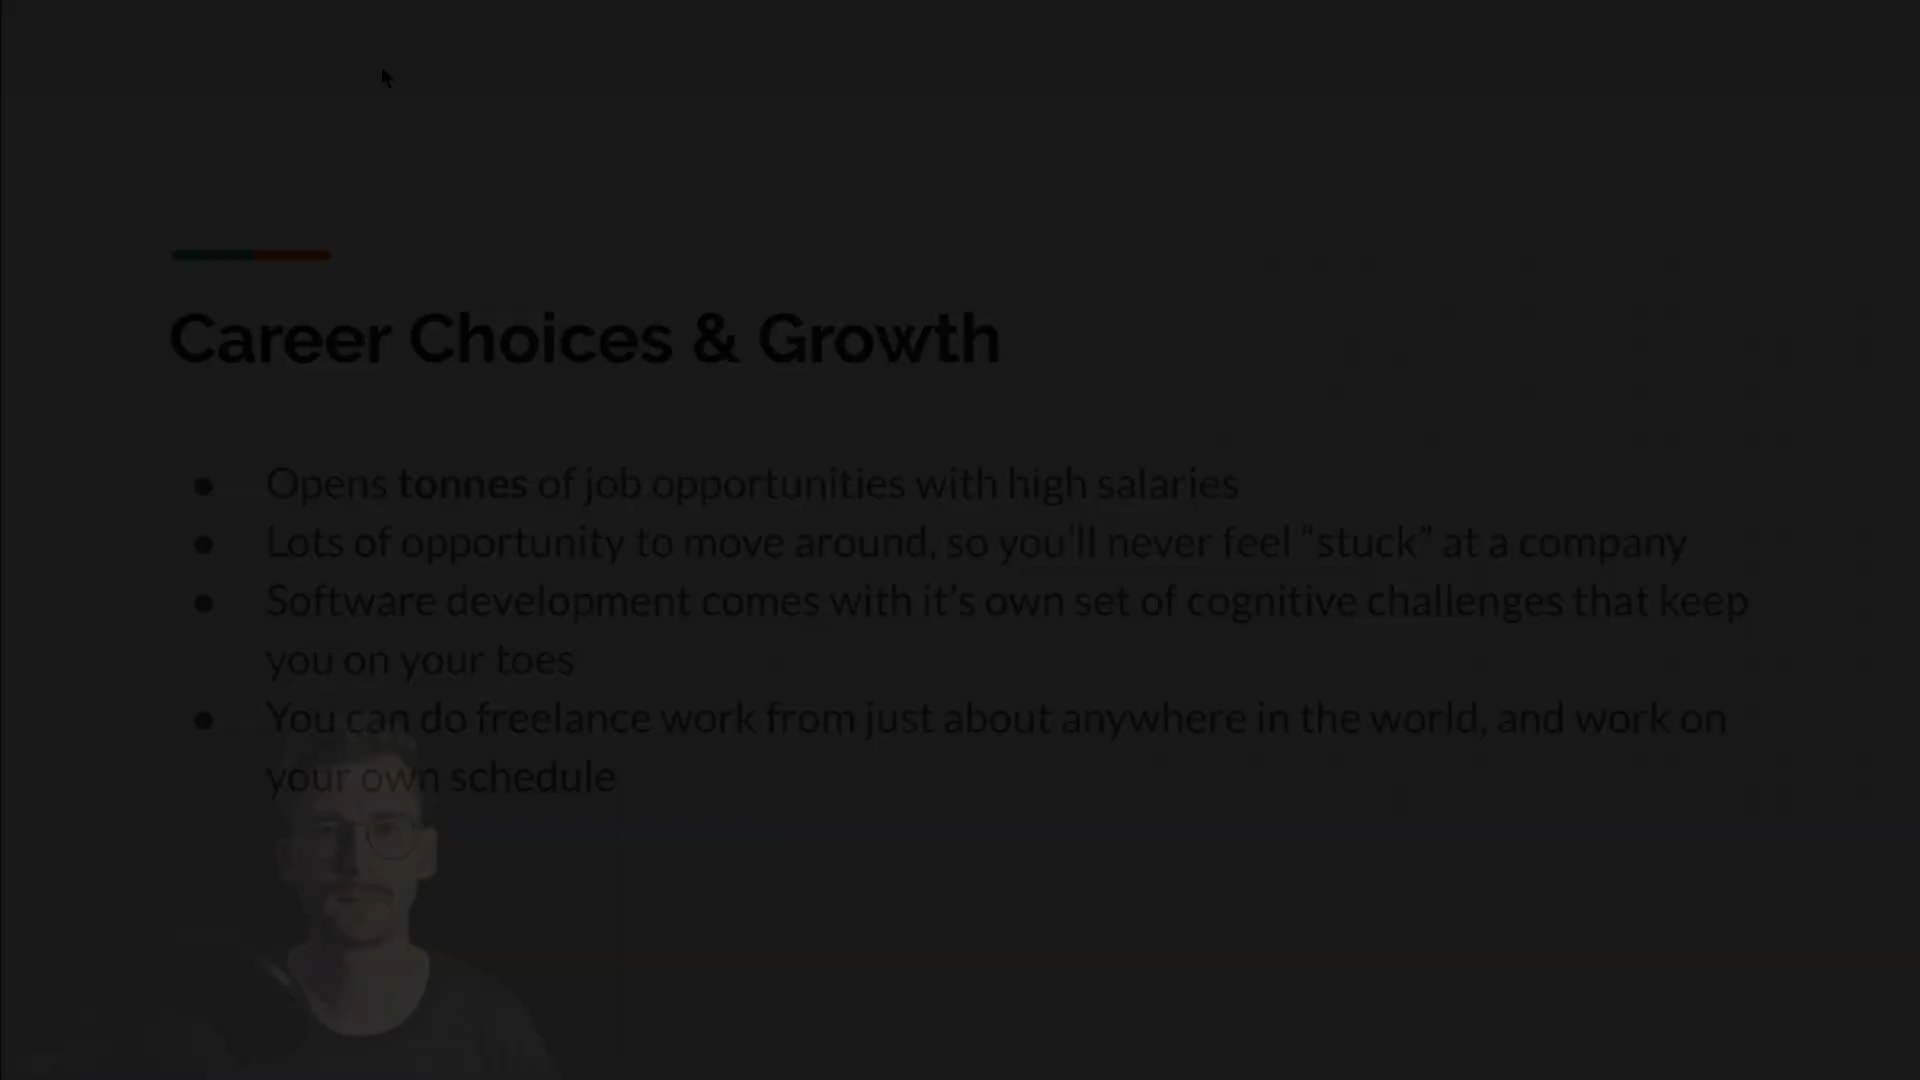 Career Choices & Growth
● Opens tonnes of job opportunities with high salaries
● Lots of opportunity to move around, so you'll never feel “stuck” at a company
● Software development comes with it's own set of cognitive challenges that keep
you on your toes
● You can do freelance work from just about anywhere in the world, and work on
your own schedule